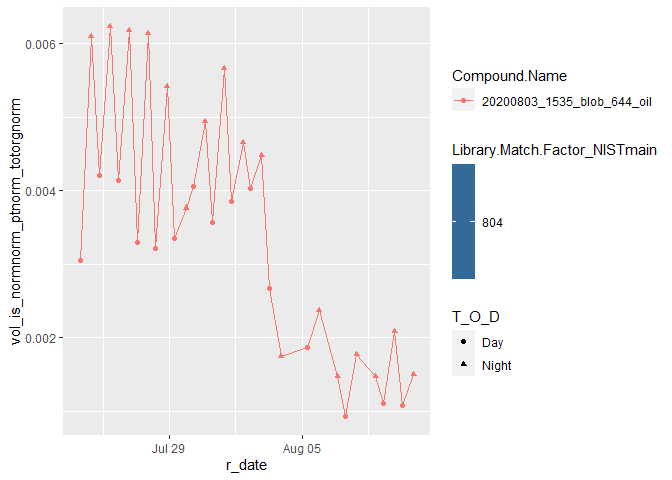 vol_is_normnorm_ptnorm_totorgnorm
0.006
0.004
0.002
Jul 29
Aug 05
r_date
Compound.Name
20200803_1535_blob_644_oil
Library.Match.Factor_NISTmain
804
T_O_D
Day
Night